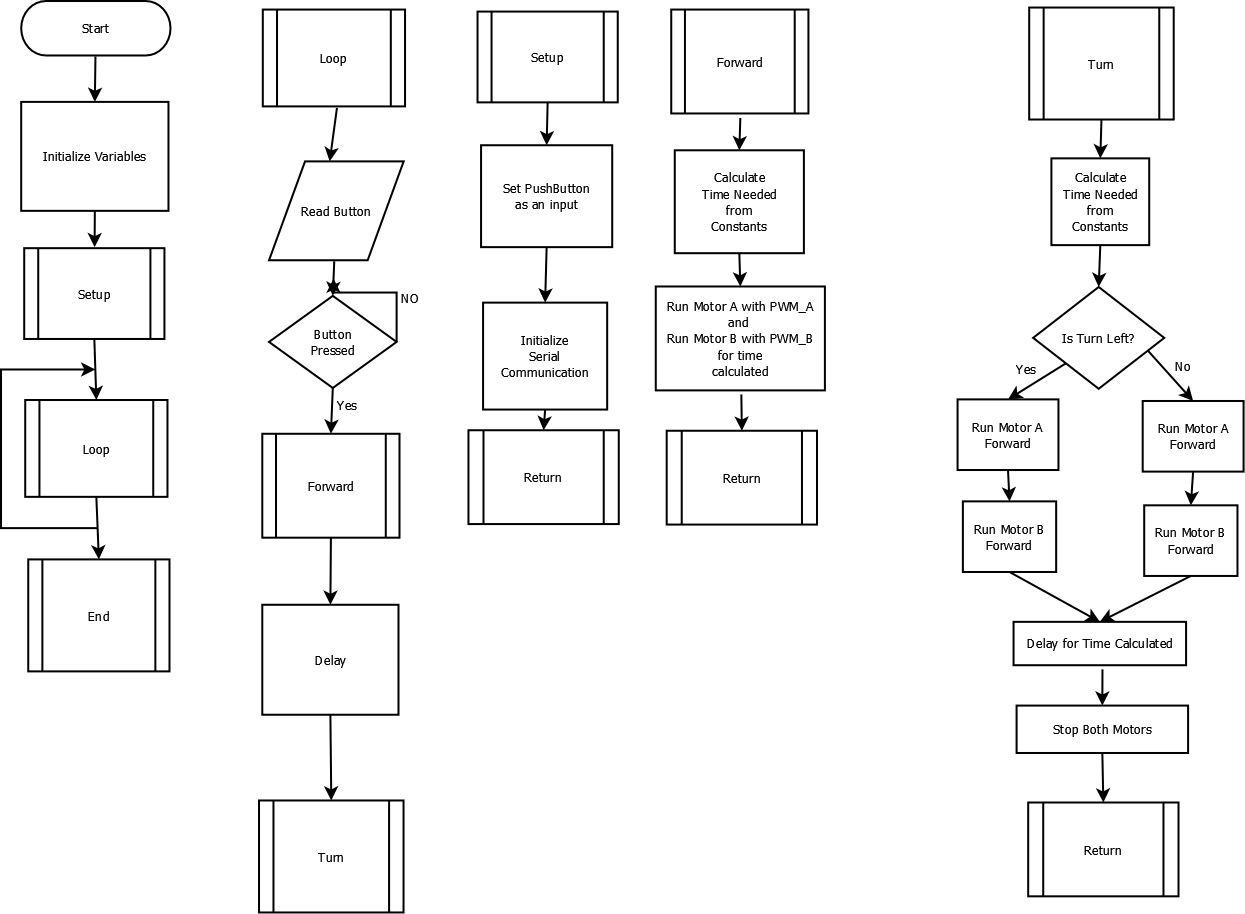 Start
Initialize Variables
Setup
Loop
End
Loop
Read Button
NO
Button
Pressed
Yes
Forward
Delay
Turn
Setup
Set PushButton
as an input
Initialize
Serial
Communication
Return
Forward
Calculate
Time Needed
from
Constants
Run Motor A with PWM_A
and
Run Motor B with PWM_B
for time
calculated
Return
Turn
Calculate
Time Needed
from
Constants
Is Turn Left?
Yes
No
Run Motor A
Forward
Run Motor A
Forward
Run Motor B
Forward
Run Motor B
Forward
Delay for Time Calculated
Stop Both Motors
Return